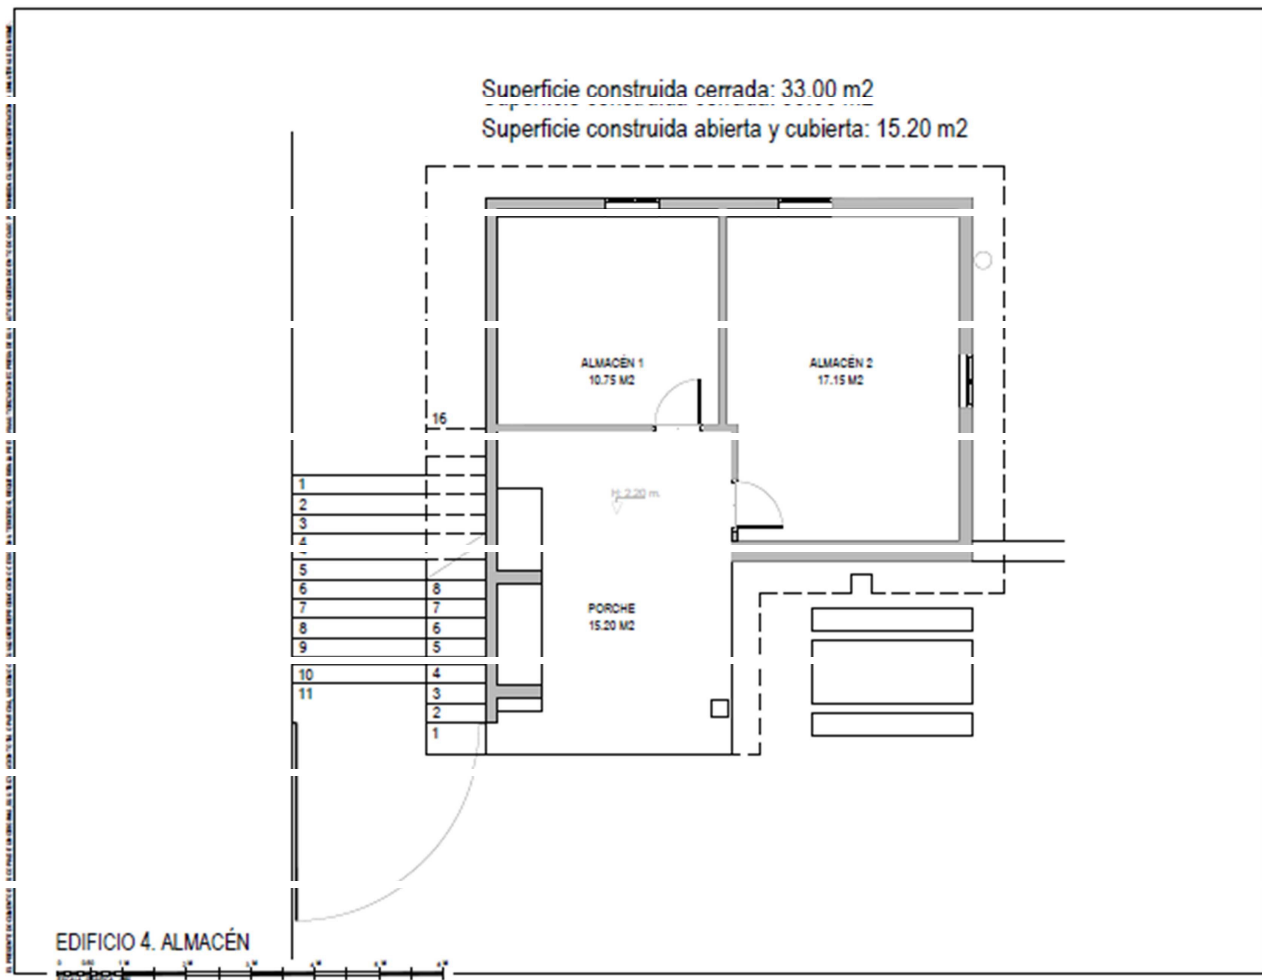 Superficie construida cerrada: 33.00 m2
Superficie construida abierta y cubierta: 15.20 m2
ALMACÉN 1
10.75 M2
ALMACÉN 2
17.15 M2
16
H: 2.20 m.
1
2
3
4
5
6
7
8
9
10
11
8
7
6
5
4
3
2
1
PORCHE
15.20 M2
EDIFICIO 4. ALMACÉN